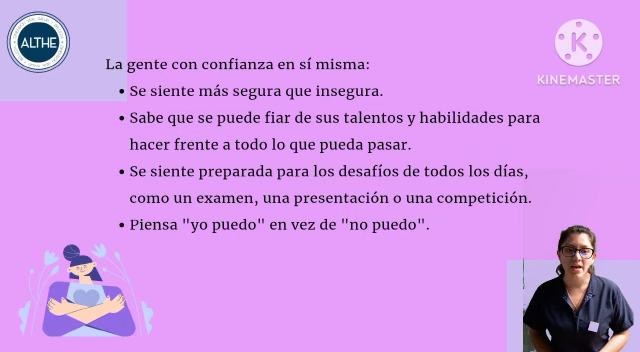 ALTHE
KINEMASTER
La gente con confianza en sí misma:
• Se siente más segura que insegura.
• Sabe que se puede fiar de sus talentos y habilidades para
hacer frente a todo lo que pueda pasar.
• Se siente preparada para los desafíos de todos los días,
como un examen, una presentación o una competición.
• Piensa "yo puedo" en vez de "no puedo".